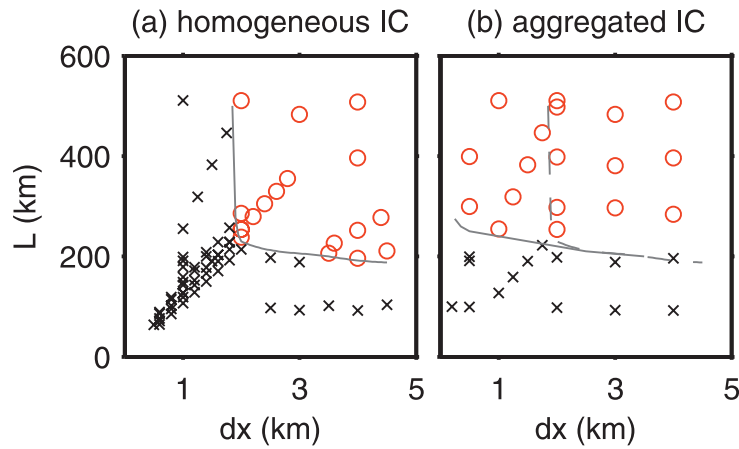 (a) homogeneous IC
(b) aggregated IC
600
400
200
0
L (km)
1 3 5
1 3 5
dx (km)
dx (km)